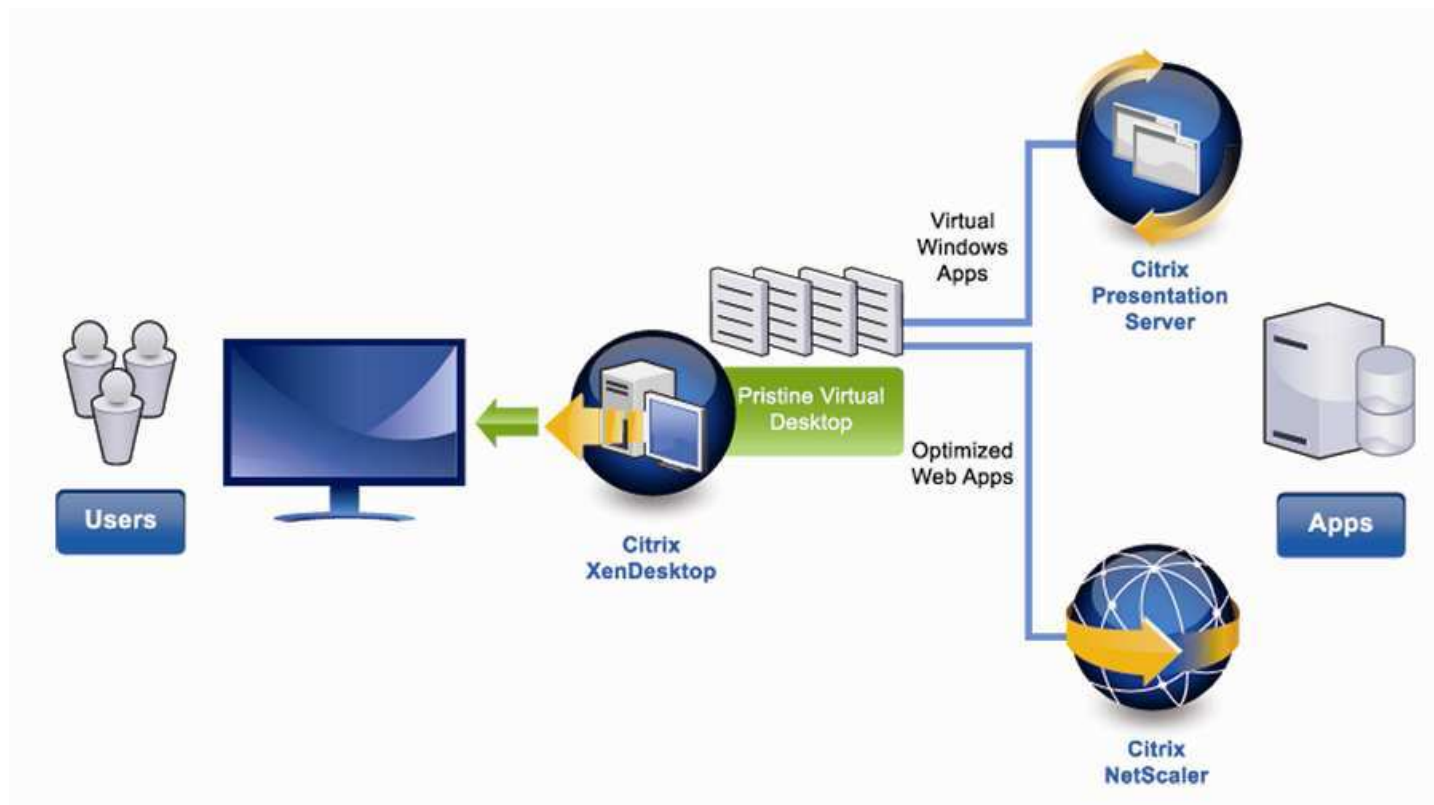 Virtual
Windows
Apps
Citrix
Presentation
Server
Pristine Virtual
Desktop
Optimized
Web Apps
Users
Apps
Citrix
XenDesktop
Citrix
NetScaler